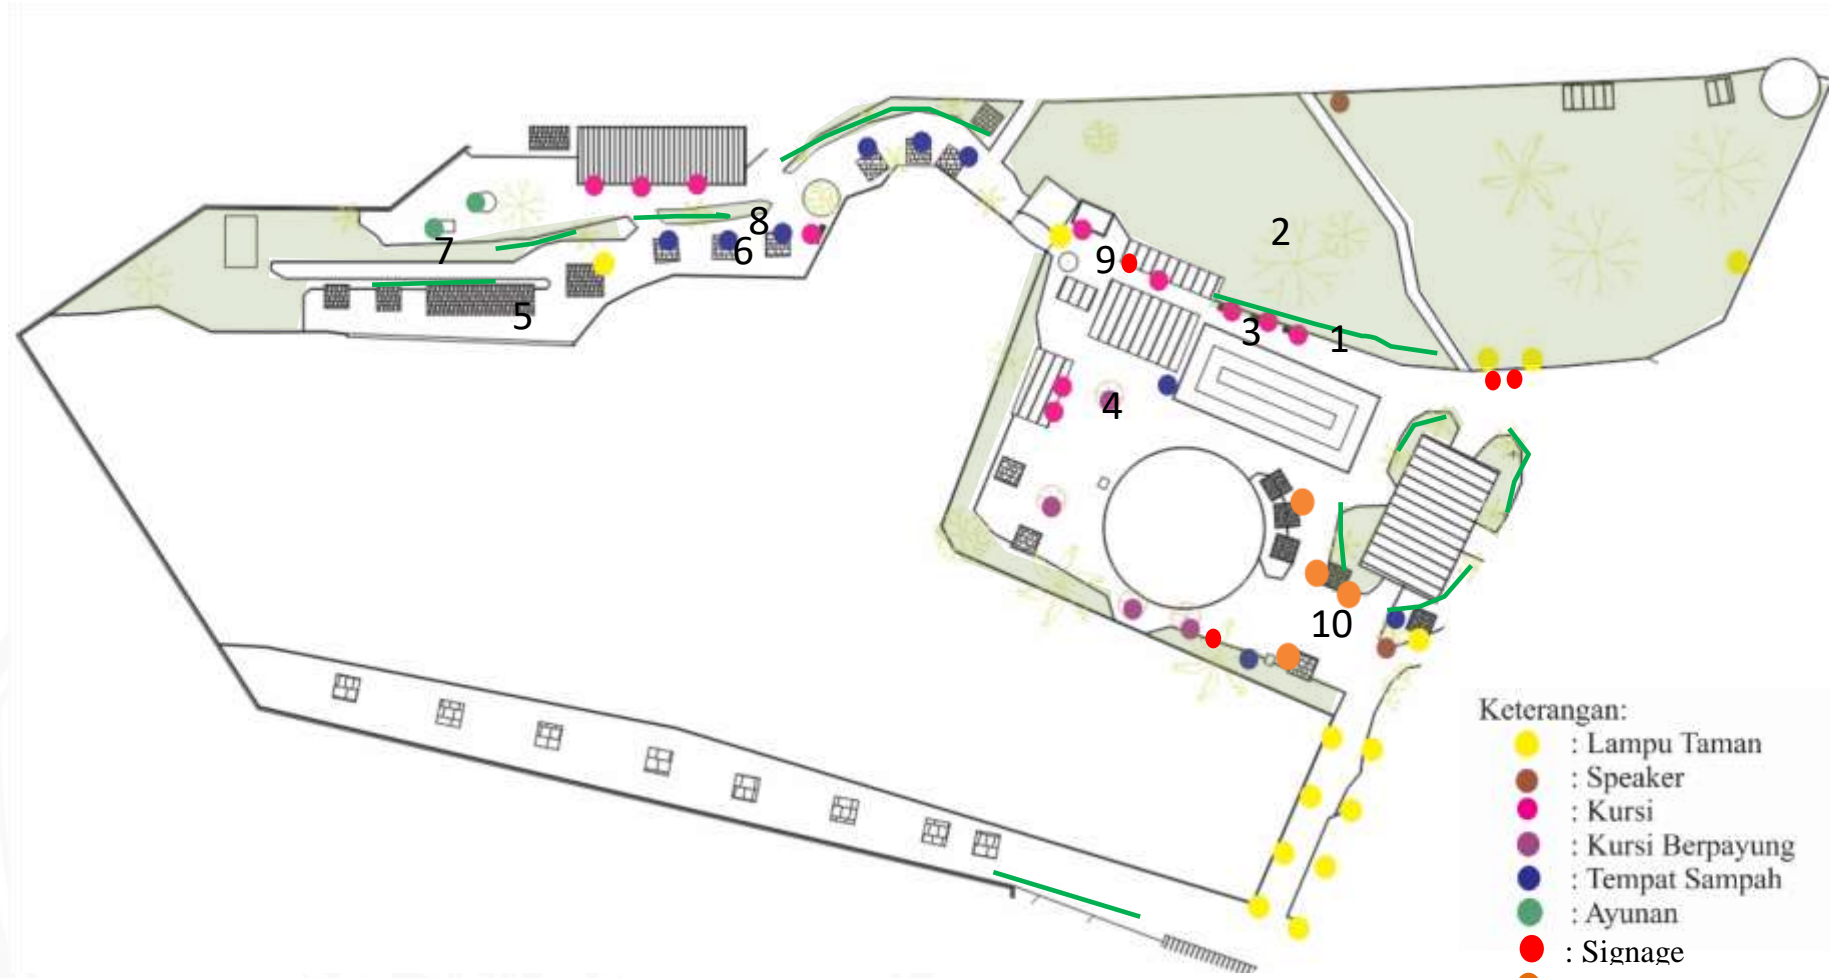 2
8
7
6
9
5
3
1
4
10
Keterangan:
: Lampu Taman
: Speaker
: Kursi
: Kursi Berpayung
: Tempat Sampah
: Ayunan
: Signage